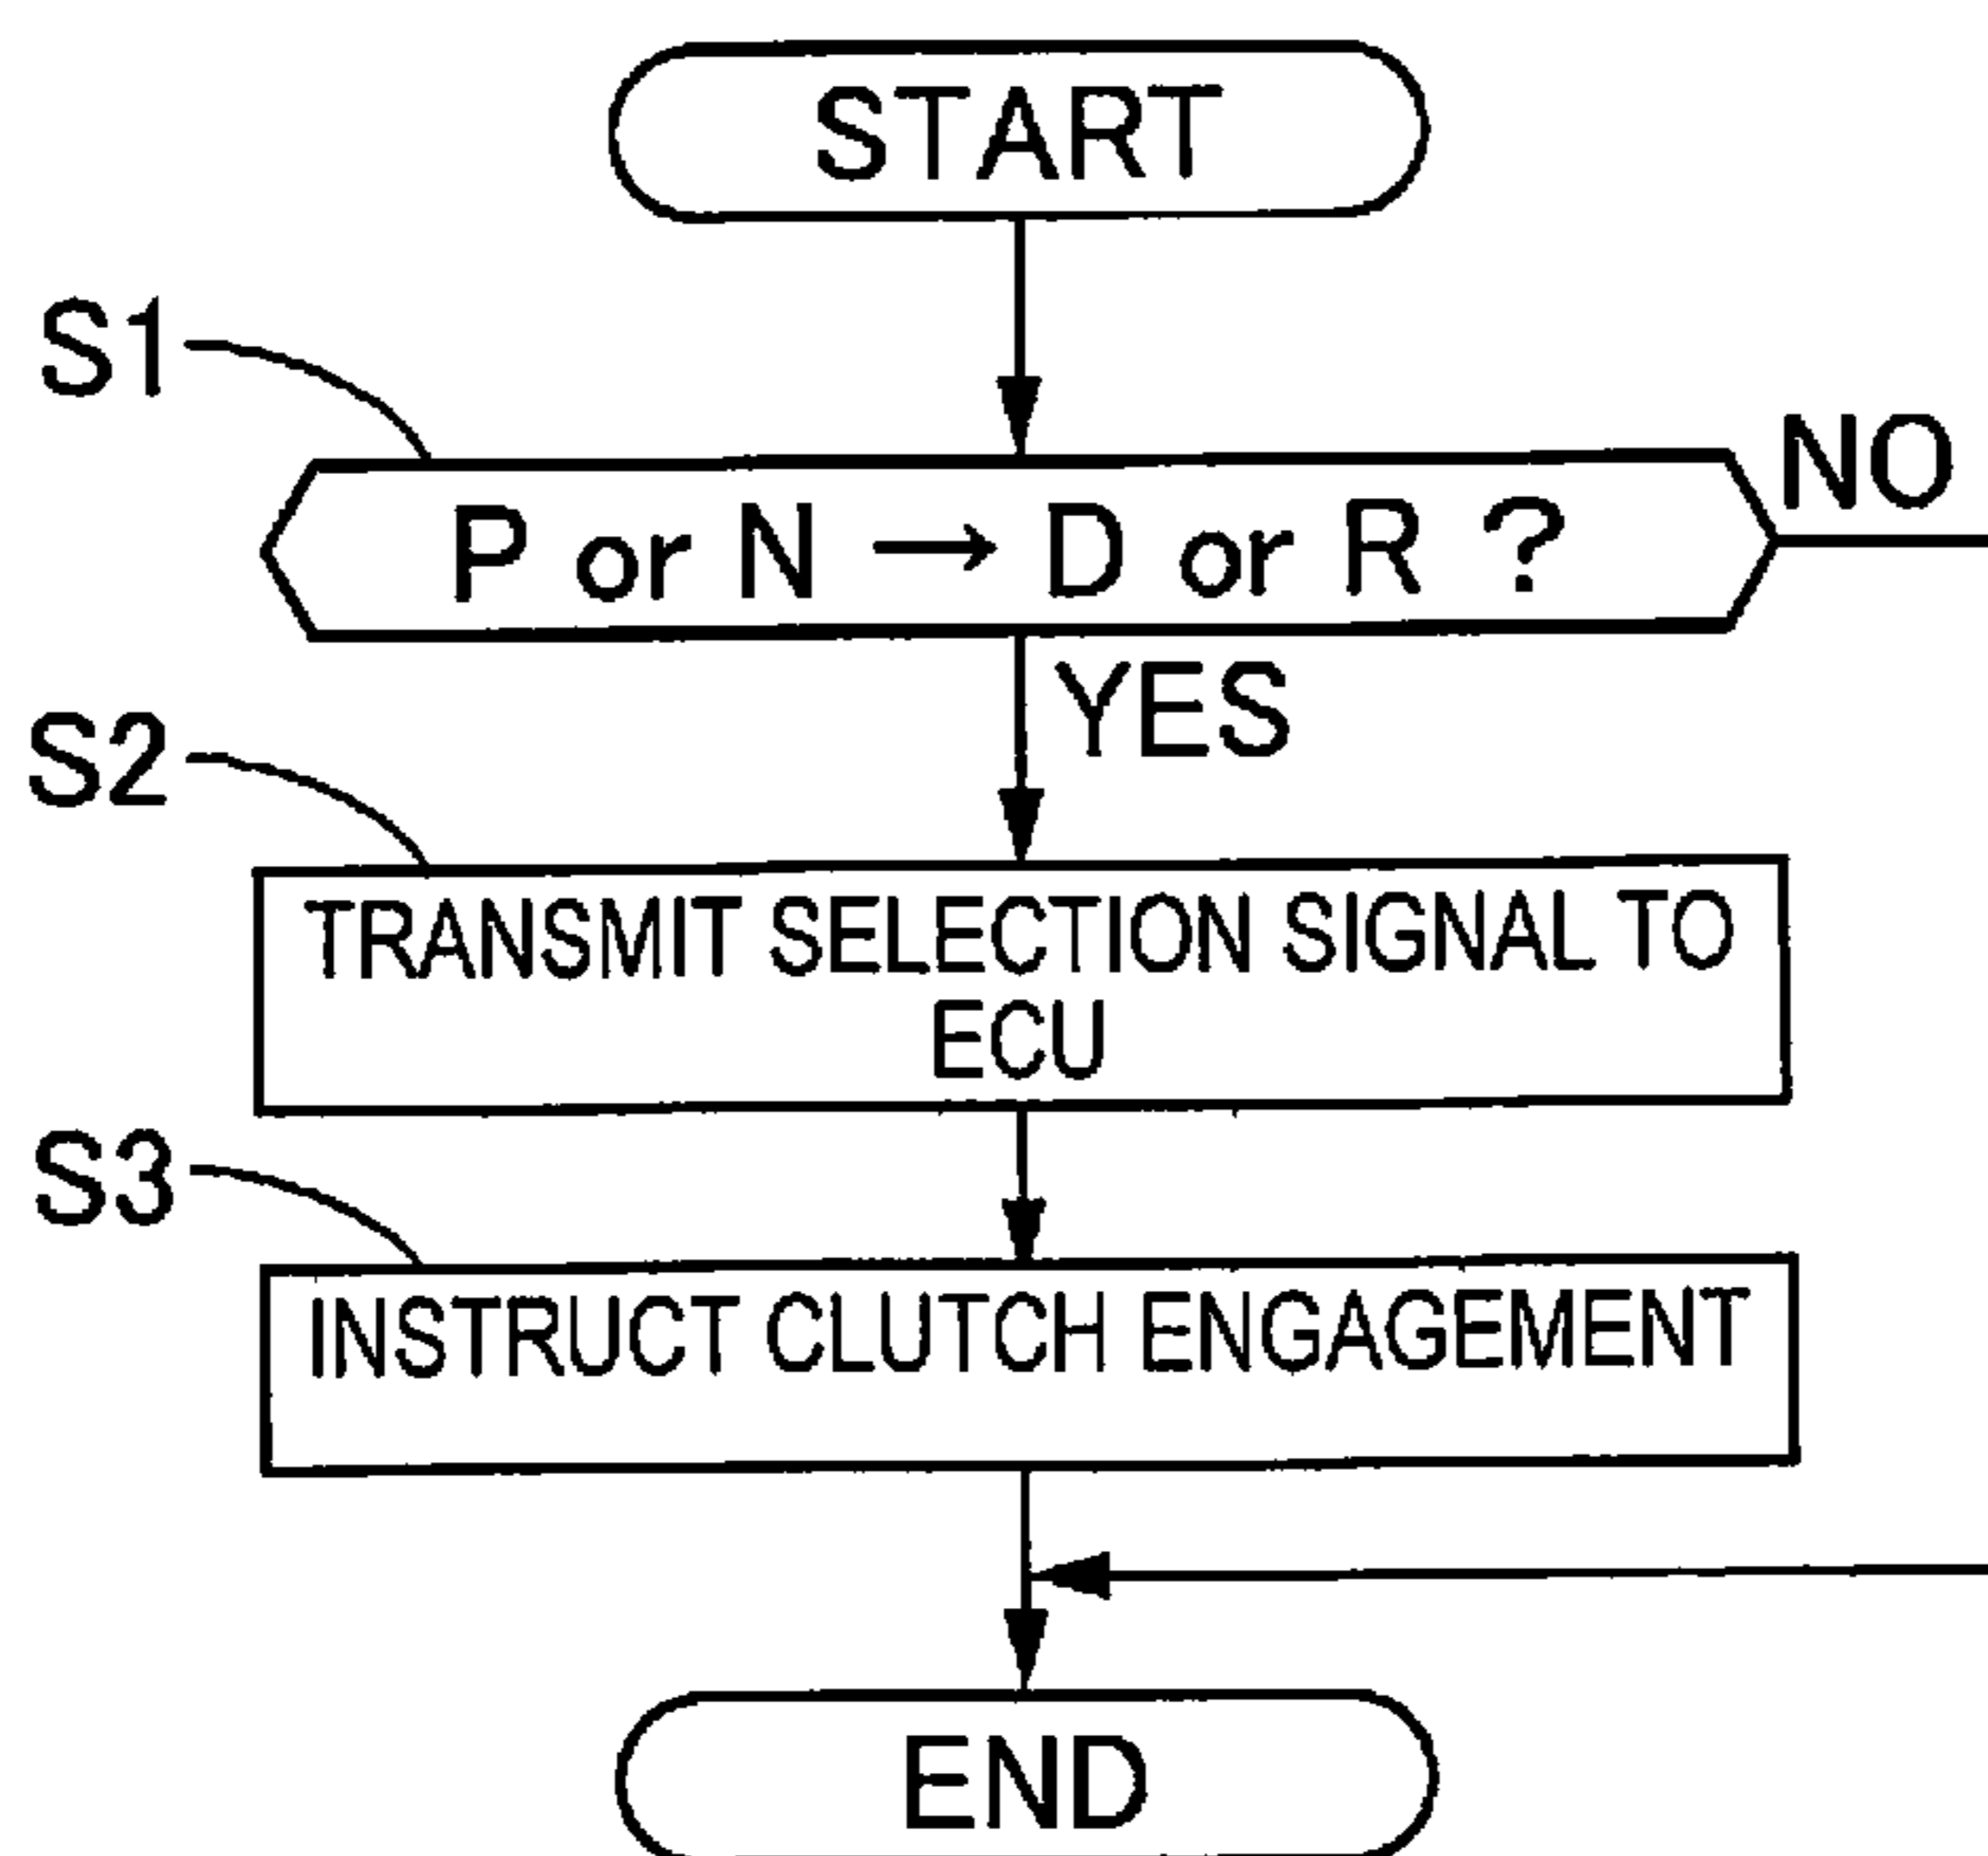 START
S1
P or N → D or R ?
NO
YES
S2
TRANSMIT SELECTION SIGNAL TO
ECU
S3
INSTRUCT CLUTCH ENGAGEMENT
END